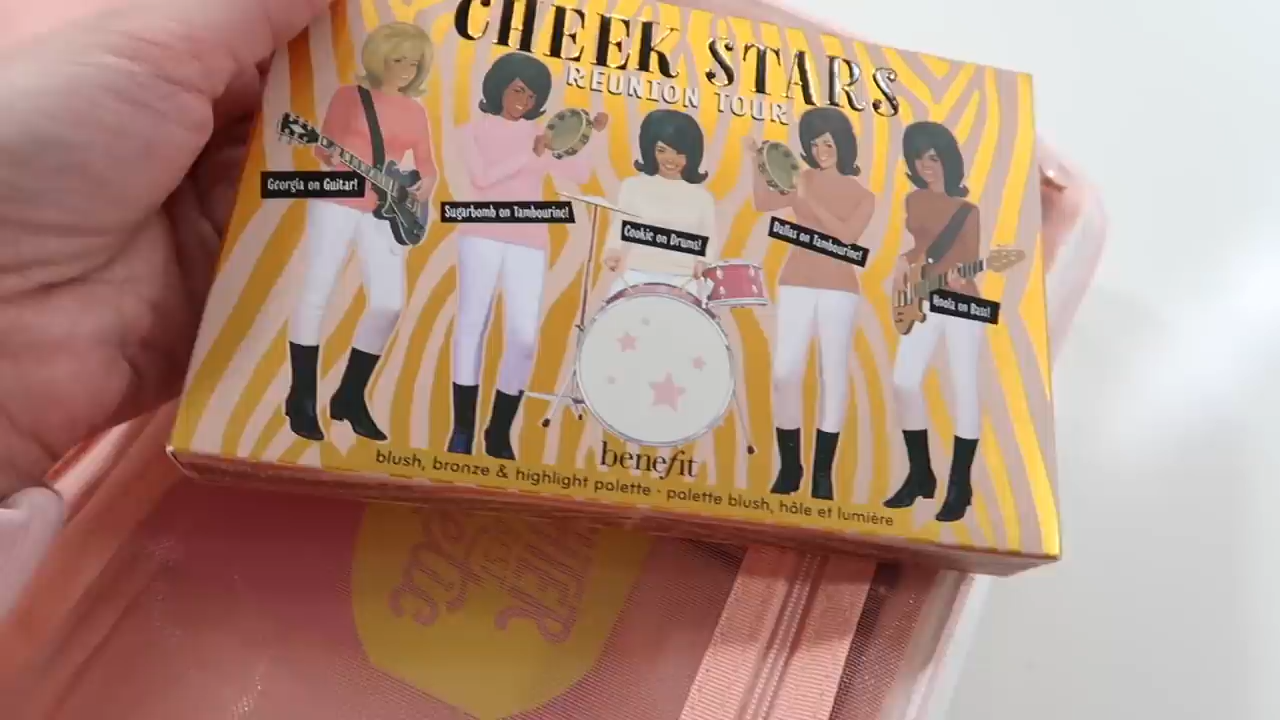 CHEEK STARS
REUNION TOUR
Georgia on Guitar!
Sugarbomb on Tambourine!
Cookie on Drums!
Dallas on Tambourine!
Hoola on Bass!
benefit
blush, bronze & highlight palette · palette blush, hâle et lumière